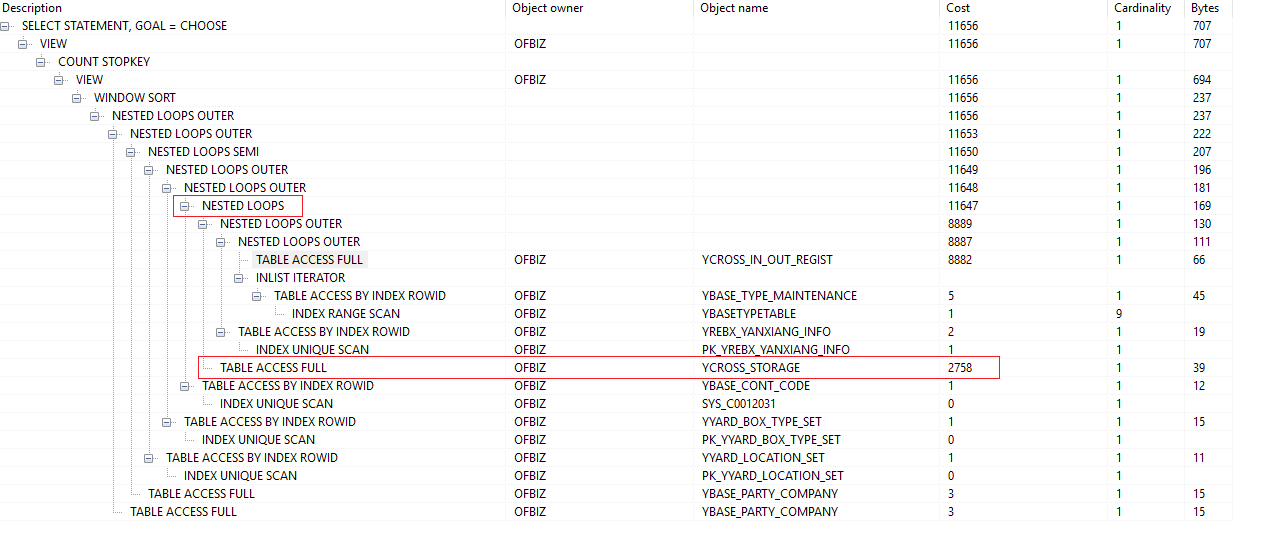 Description Object owner Object name Cost Cardinality Bytes
SELECT STATEMENT, GOAL = CHOOSE 11656 1 707
VIEW OFBIZ 11656 1 707
COUNT STOPKEY
VIEW OFBIZ 11656 1 694
WINDOW SORT 11656 1 237
NESTED LOOPS OUTER 11656 1 237
NESTED LOOPS OUTER 11653 1 222
NESTED LOOPS SEMI 11650 1 207
NESTED LOOPS OUTER 11649 1 196
NESTED LOOPS OUTER 11648 1 181
NESTED LOOPS 11647 1 169
NESTED LOOPS OUTER 8889 1 130
NESTED LOOPS OUTER 8887 1 111
TABLE ACCESS FULL OFBIZ YCROSS_IN_OUT_REGIST 8882 1 66
INLIST ITERATOR
TABLE ACCESS BY INDEX ROWID OFBIZ YBASE_TYPE_MAINTENANCE 5 1 45
INDEX RANGE SCAN OFBIZ YBASETYPETABLE 1 9
TABLE ACCESS BY INDEX ROWID OFBIZ YREBX_YANXIANG_INFO 2 1 19
INDEX UNIQUE SCAN OFBIZ PK_YREBX_YANXIANG_INFO 1 1
TABLE ACCESS FULL OFBIZ YCROSS_STORAGE 2758 1 39
TABLE ACCESS BY INDEX ROWID OFBIZ YBASE_CONT_CODE 1 1 12
INDEX UNIQUE SCAN OFBIZ SYS_C0012031 0 1
TABLE ACCESS BY INDEX ROWID OFBIZ YYARD_BOX_TYPE_SET 1 1 15
INDEX UNIQUE SCAN OFBIZ PK_YYARD_BOX_TYPE_SET 0 1
TABLE ACCESS BY INDEX ROWID OFBIZ YYARD_LOCATION_SET 1 1 11
INDEX UNIQUE SCAN OFBIZ PK_YYARD_LOCATION_SET 0 1
TABLE ACCESS FULL OFBIZ YBASE_PARTY_COMPANY 3 1 15
TABLE ACCESS FULL OFBIZ YBASE_PARTY_COMPANY 3 1 15